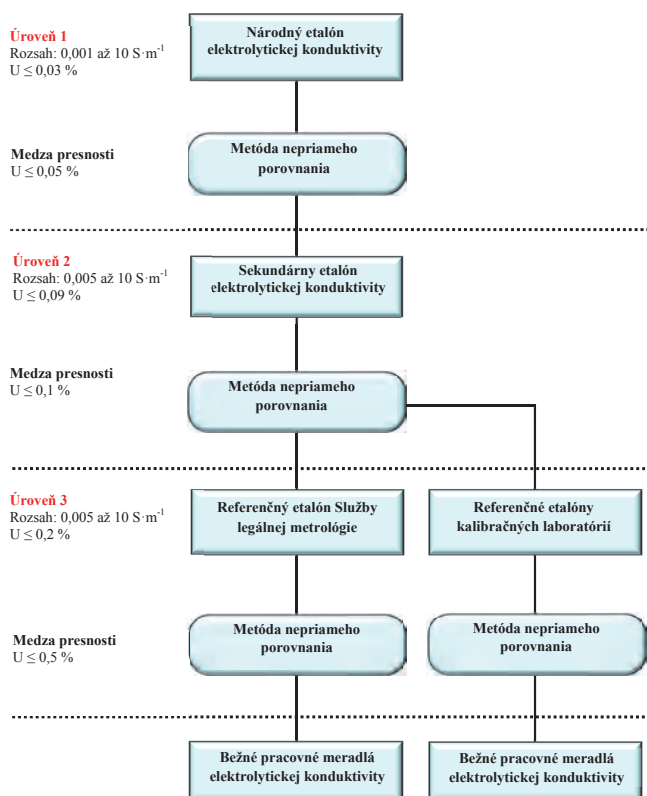 Úroveň 1
Rozsah: 0,001 až 10 S·m⁻¹
U ≤ 0,03 %
Národný etalón
elektrolytickej konduktivity
Medza presnosti
U ≤ 0,05 %
Metóda nepriameho
porovnania
Úroveň 2
Rozsah: 0,005 až 10 S·m⁻¹
U ≤ 0,09 %
Sekundárny etalón
elektrolytickej konduktivity
Medza presnosti
U ≤ 0,1 %
Metóda nepriameho
porovnania
Úroveň 3
Rozsah: 0,005 až 10 S·m⁻¹
U ≤ 0,2 %
Referenčný etalón Služby
legálnej metrológie
Referenčné etalóny
kalibračných laboratórií
Medza presnosti
U ≤ 0,5 %
Metóda nepriameho
porovnania
Metóda nepriameho
porovnania
Bežné pracovné meradlá
elektrolytickej konduktivity
Bežné pracovné meradlá
elektrolytickej konduktivity